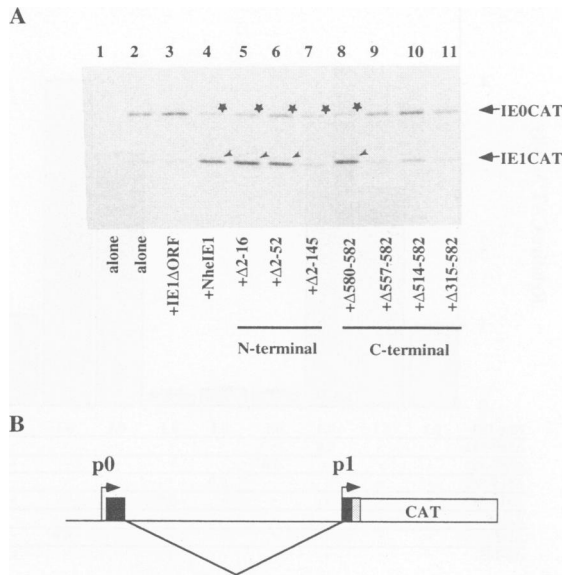 A
1 2 3 4 5 6 7 8 9 10 11
IE0CAT
IE1CAT
alone
alone
+IE1ΔORF
+NheIE1
+Δ2-16
+Δ2-52
+Δ2-145
+Δ580-582
+Δ557-582
+Δ514-582
+Δ315-582
N-terminal C-terminal
B
p0 p1
CAT